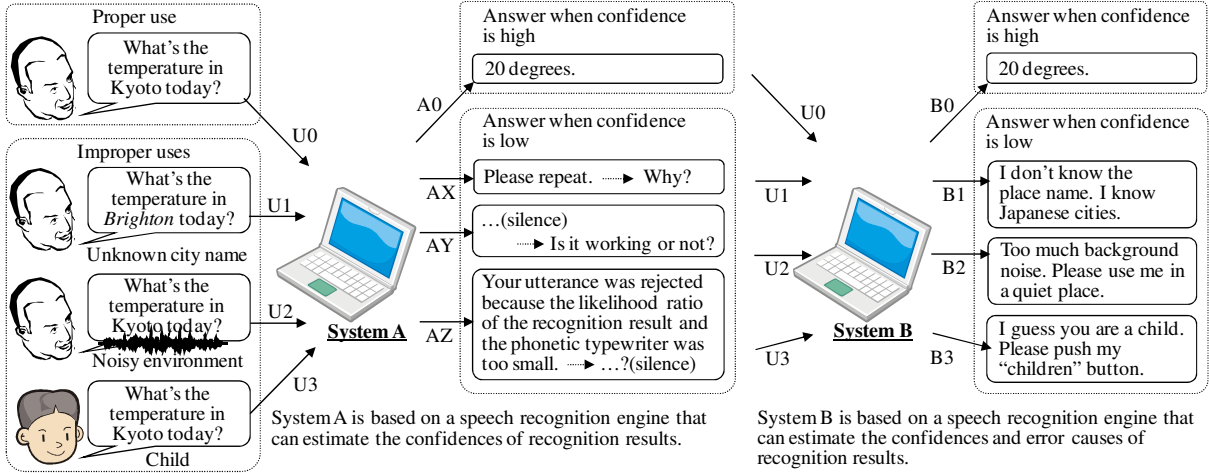 Proper use
What's the
temperature in
Kyoto today?
Improper uses
What's the
temperature in
Brighton today?
Unknown city name
What's the
temperature in
Kyoto today?
Noisy environment
What's the
temperature in
Kyoto today?
Child
U0
U1
U2
U3
System A
A0
AX
AY
AZ
Answer when confidence
is high
20 degrees.
Answer when confidence
is low
Please repeat. Why?
…(silence)
Is it working or not?
Your utterance was rejected
because the likelihood ratio
of the recognition result and
the phonetic typewriter was
too small. …?(silence)
System A is based on a speech recognition engine that
can estimate the confidences of recognition results.
U0
U1
U2
U3
System B
B0
B1
B2
B3
Answer when confidence
is high
20 degrees.
Answer when confidence
is low
I don't know the
place name. I know
Japanese cities.
Too much background
noise. Please use me in
a quiet place.
I guess you are a child.
Please push my
“children” button.
System B is based on a speech recognition engine that
can estimate the confidences and error causes of
recognition results.